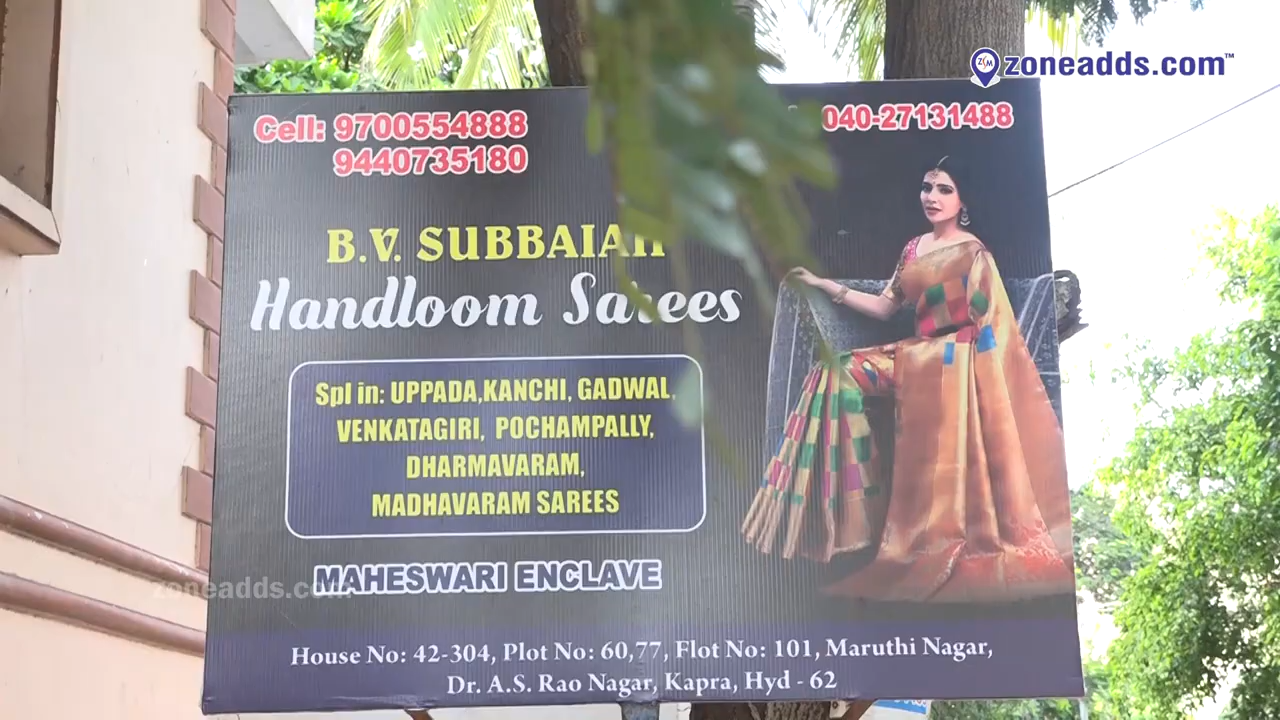 zoneadds.com™
Cell: 9700554888
9440735180
040-27131488
B.V. SUBBAIAH
Handloom Sarees
Spl in: UPPADA,KANCHI, GADWAL,
VENKATAGIRI, POCHAMPALLY,
DHARMAVARAM,
MADHAVARAM SAREES
MAHESWARI ENCLAVE
zoneadds.com
House No: 42-304, Plot No: 60,77, Flot No: 101, Maruthi Nagar,
Dr. A.S. Rao Nagar, Kapra, Hyd - 62